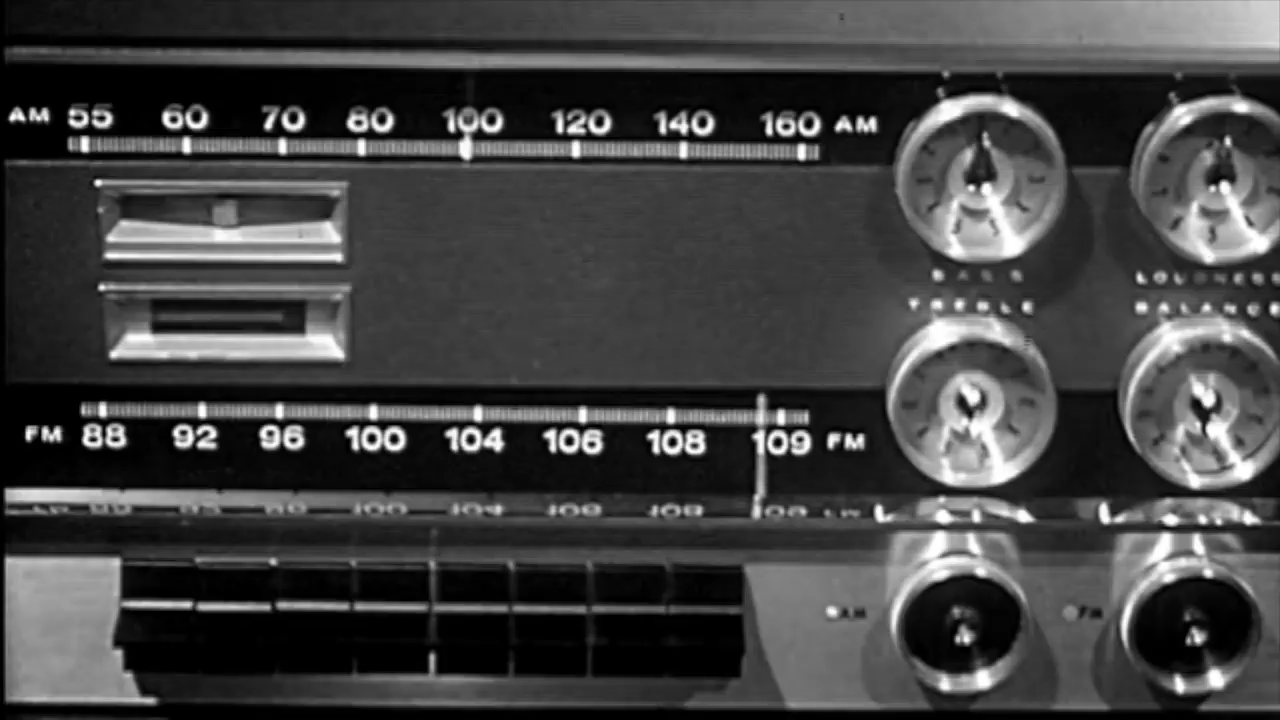 AM 55 60 70 80 100 120 140 160 AM
BASS LOUDNESS
TREBLE BALANCE
FM 88 92 96 100 104 106 108 109 FM
AM FM